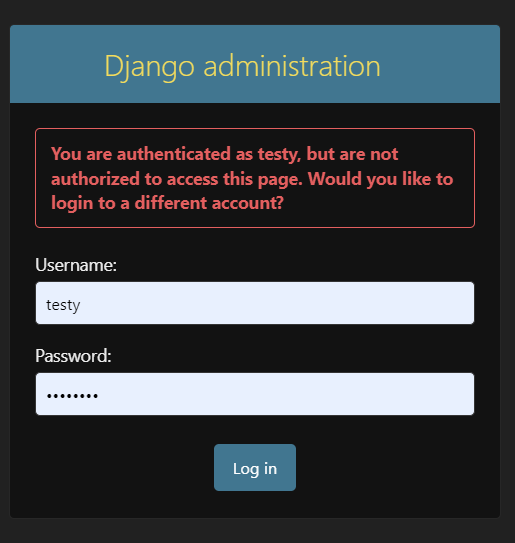 Django administration
You are authenticated as testy, but are not
authorized to access this page. Would you like to
login to a different account?
Username:
testy
Password:
••••••••
Log in